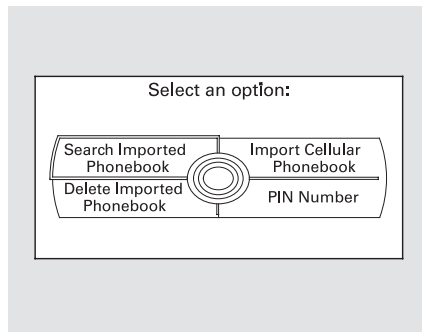 Select an option:
Search Imported
Phonebook
Import Cellular
Phonebook
Delete Imported
Phonebook
PIN Number